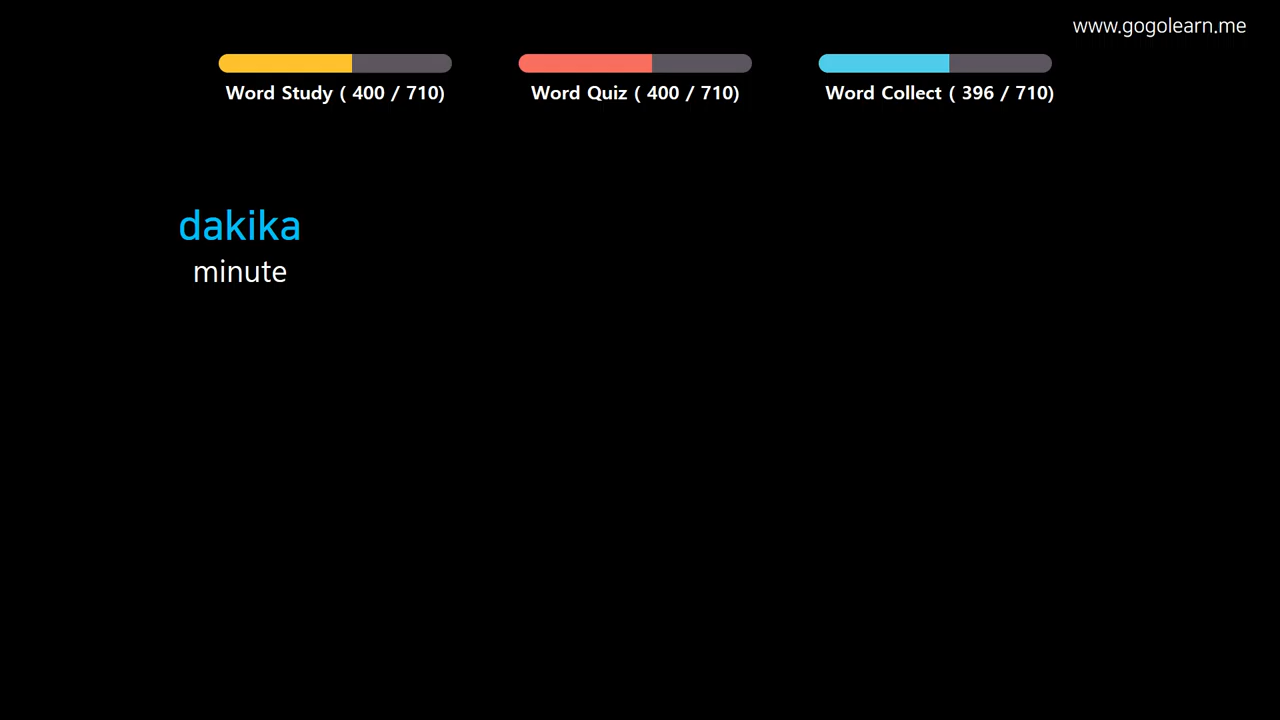 www.gogolearn.me
Word Study ( 400 / 710)
Word Quiz ( 400 / 710)
Word Collect ( 396 / 710)
dakika
minute